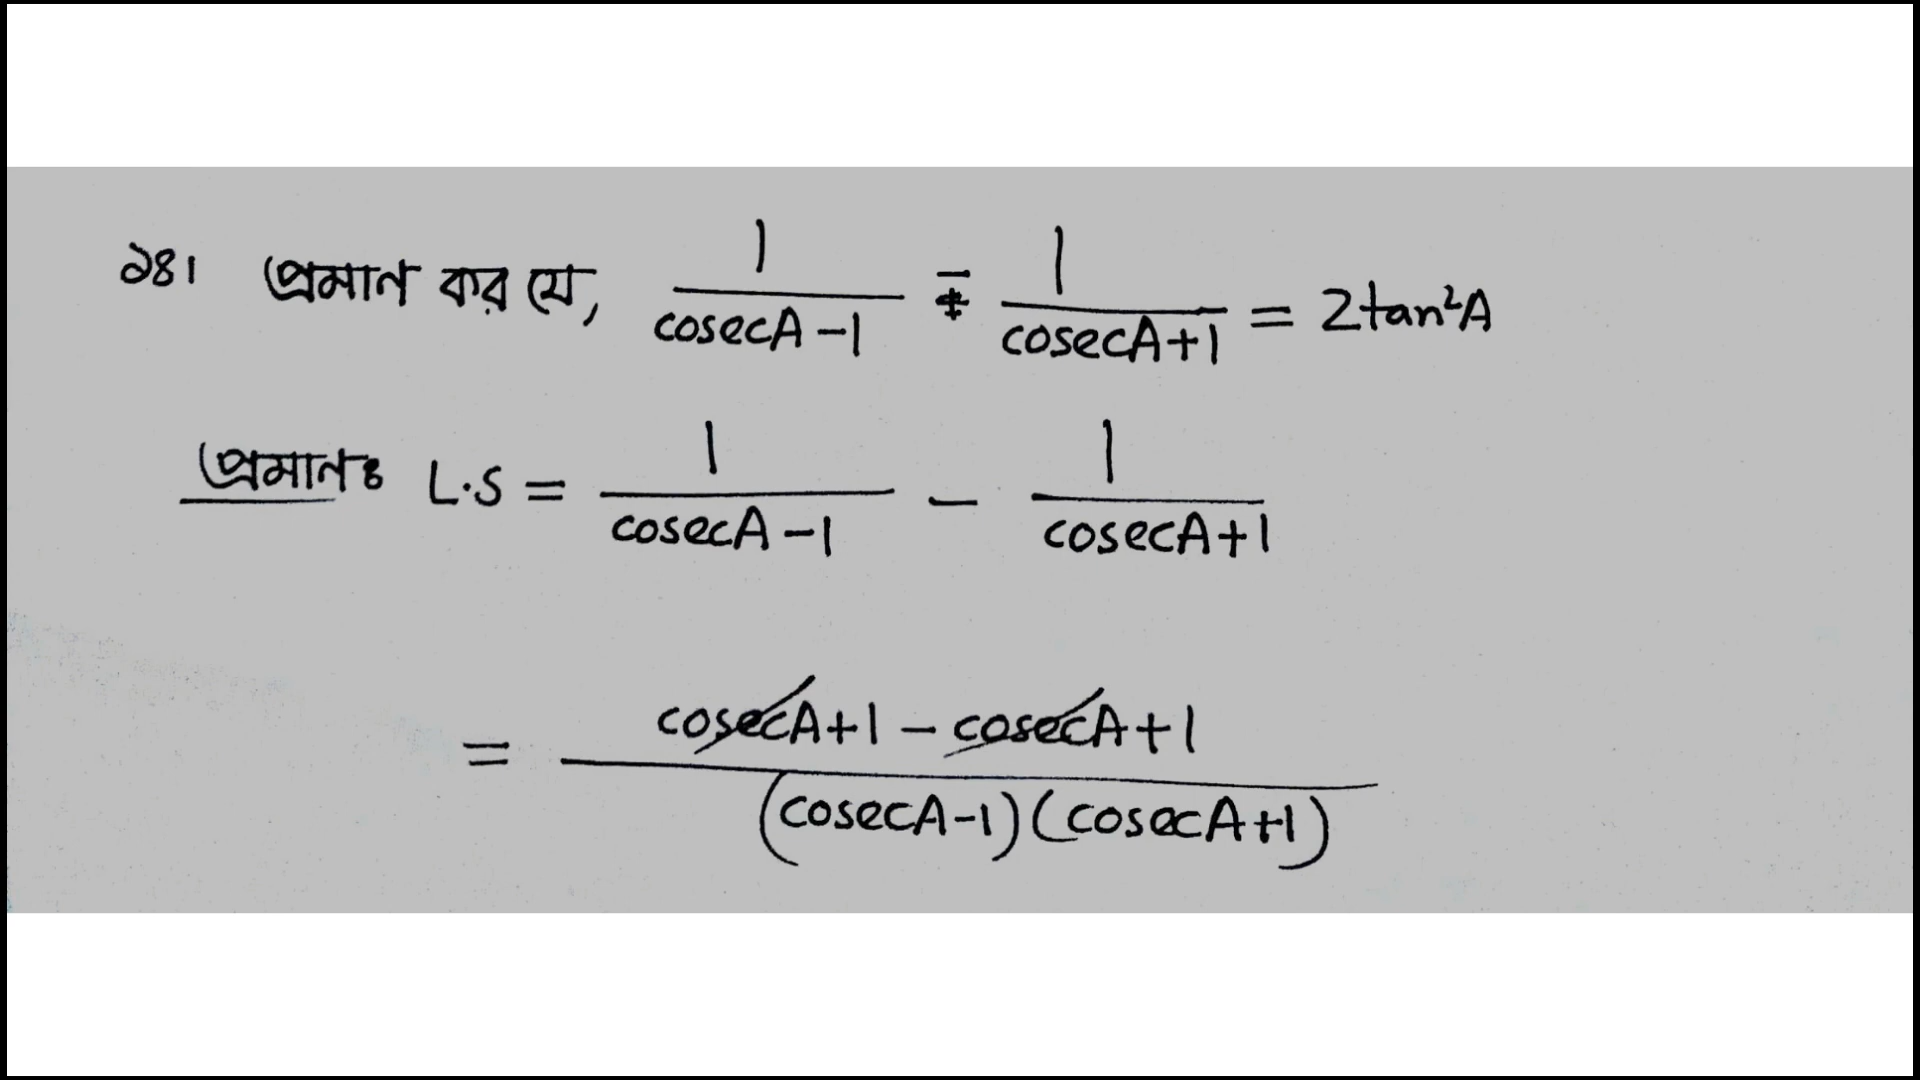 ১৪। প্রমান কর যে, 1/(cosecA-1) - 1/(cosecA+1) = 2tan²A
প্রমানঃ L.S = 1/(cosecA-1) - 1/(cosecA+1)
= (cosecA+1-cosecA+1)/((cosecA-1)(cosecA+1))